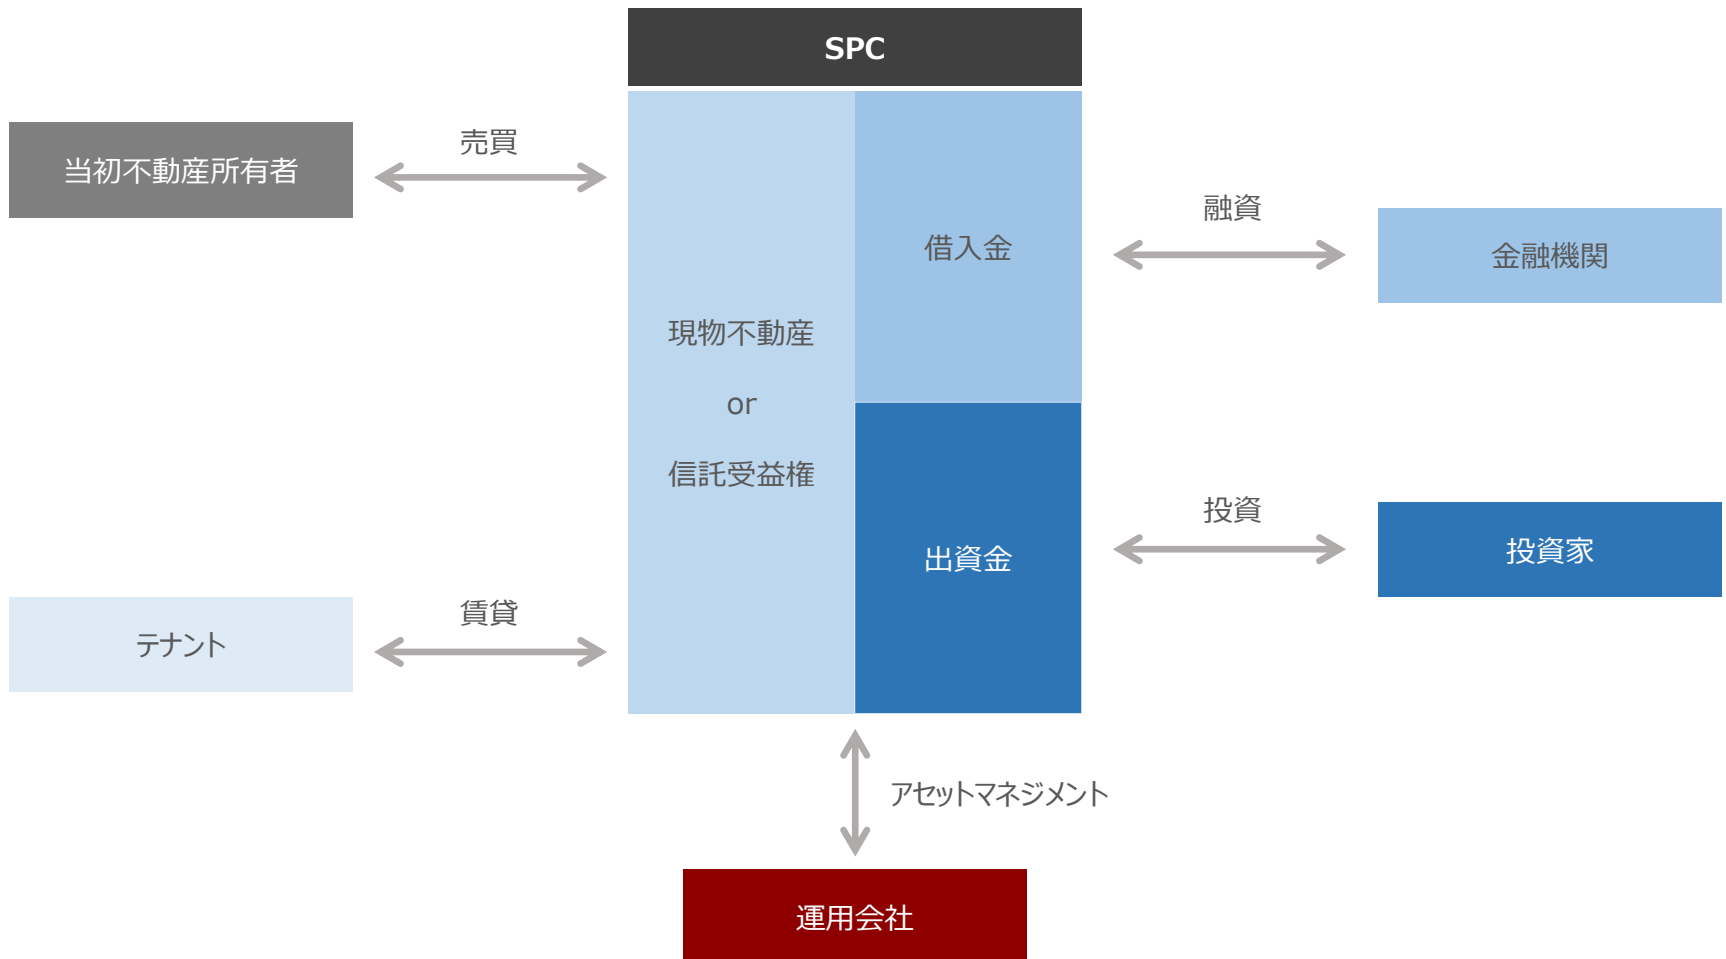 SPC
当初不動産所有者
売買
現物不動産
or
信託受益権
借入金
融資
金融機関
出資金
投資
投資家
テナント
賃貸
アセットマネジメント
運用会社